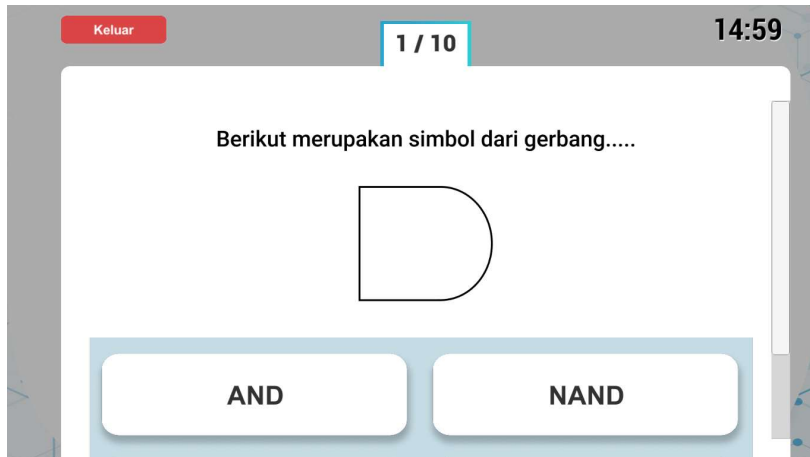 Keluar
1 / 10
14:59
Berikut merupakan simbol dari gerbang.....
AND
NAND